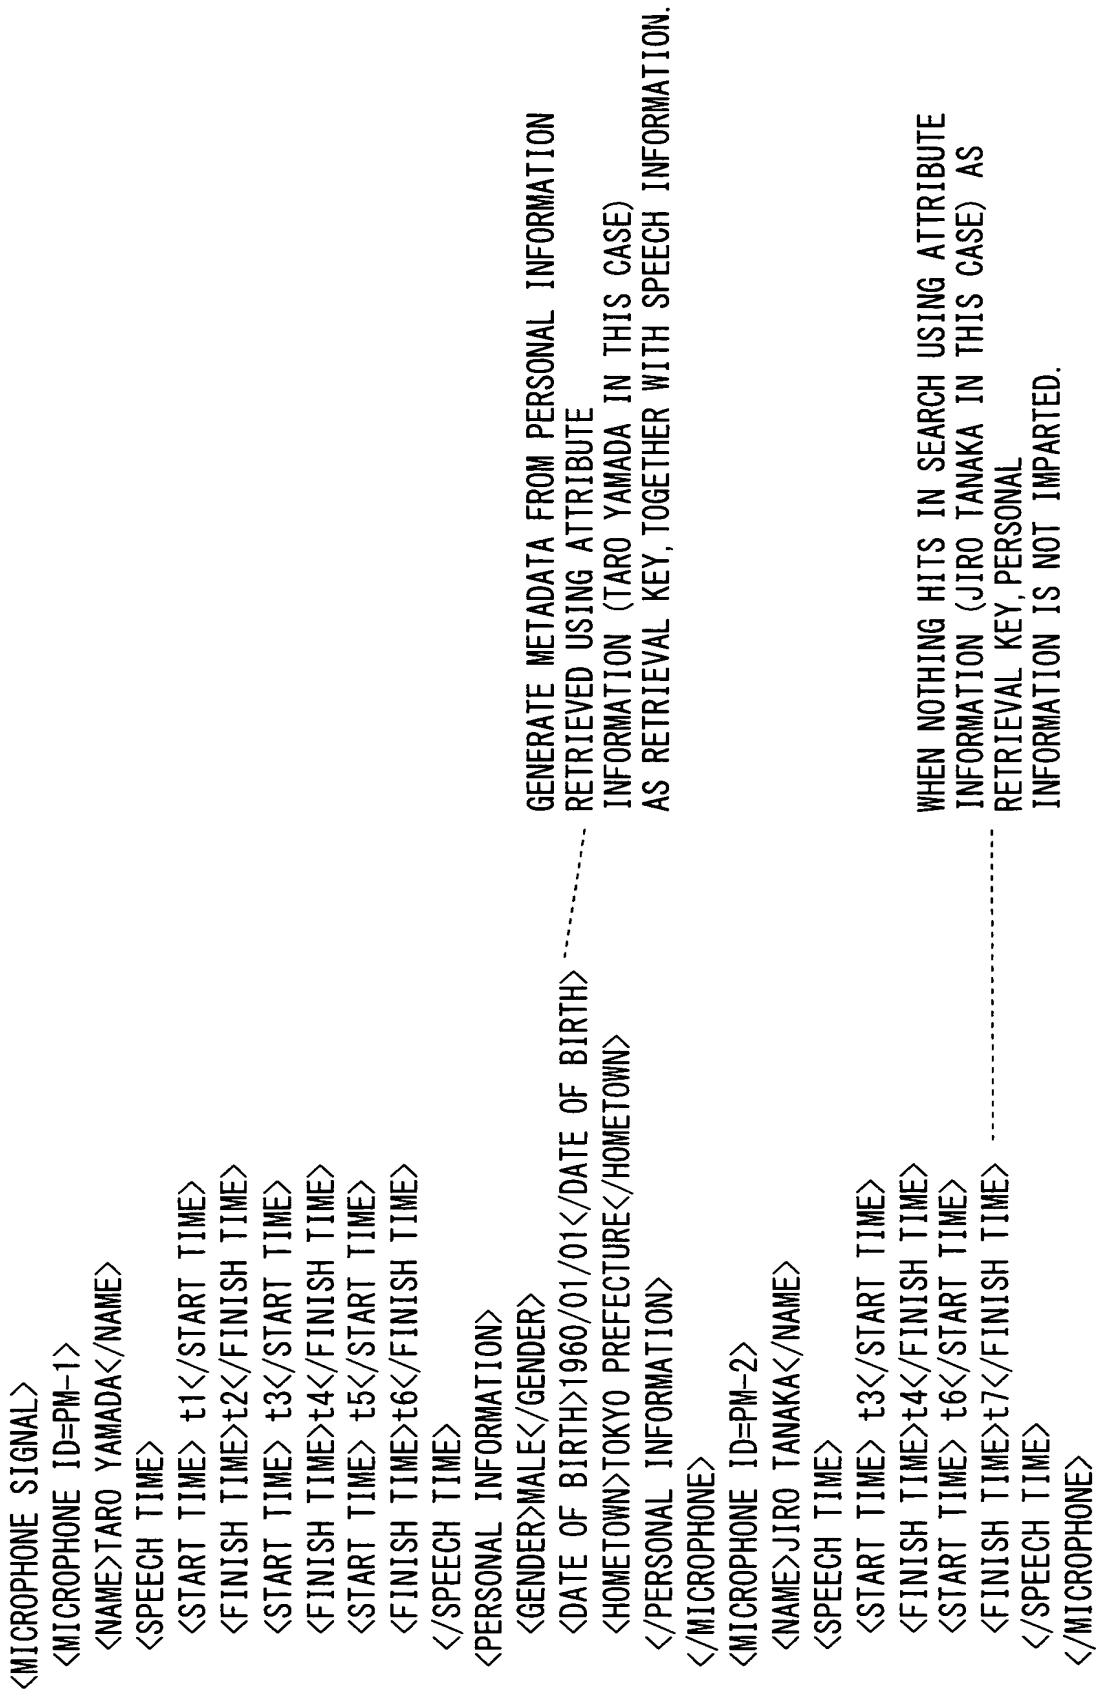 <MICROPHONE SIGNAL>
<MICROPHONE ID=PM-1>
<NAME>TARO YAMADA</NAME>
<SPEECH TIME>
<START TIME> t1</START TIME>
<FINISH TIME>t2</FINISH TIME>
<START TIME> t3</START TIME>
<FINISH TIME>t4</FINISH TIME>
<START TIME> t5</START TIME>
<FINISH TIME>t6</FINISH TIME>
</SPEECH TIME>
<PERSONAL INFORMATION>
<GENDER>MALE</GENDER>
<DATE OF BIRTH>1960/01/01</DATE OF BIRTH>
<HOMETOWN>TOKYO PREFECTURE</HOMETOWN>
</PERSONAL INFORMATION>
</MICROPHONE>
<MICROPHONE ID=PM-2>
<NAME>JIRO TANAKA</NAME>
<SPEECH TIME>
<START TIME> t3</START TIME>
<FINISH TIME>t4</FINISH TIME>
<START TIME> t6</START TIME>
<FINISH TIME>t7</FINISH TIME>
</SPEECH TIME>
</MICROPHONE>
GENERATE METADATA FROM PERSONAL INFORMATION
RETRIEVED USING ATTRIBUTE
INFORMATION (TARO YAMADA IN THIS CASE)
AS RETRIEVAL KEY, TOGETHER WITH SPEECH INFORMATION.
WHEN NOTHING HITS IN SEARCH USING ATTRIBUTE
INFORMATION (JIRO TANAKA IN THIS CASE) AS
RETRIEVAL KEY, PERSONAL
INFORMATION IS NOT IMPARTED.